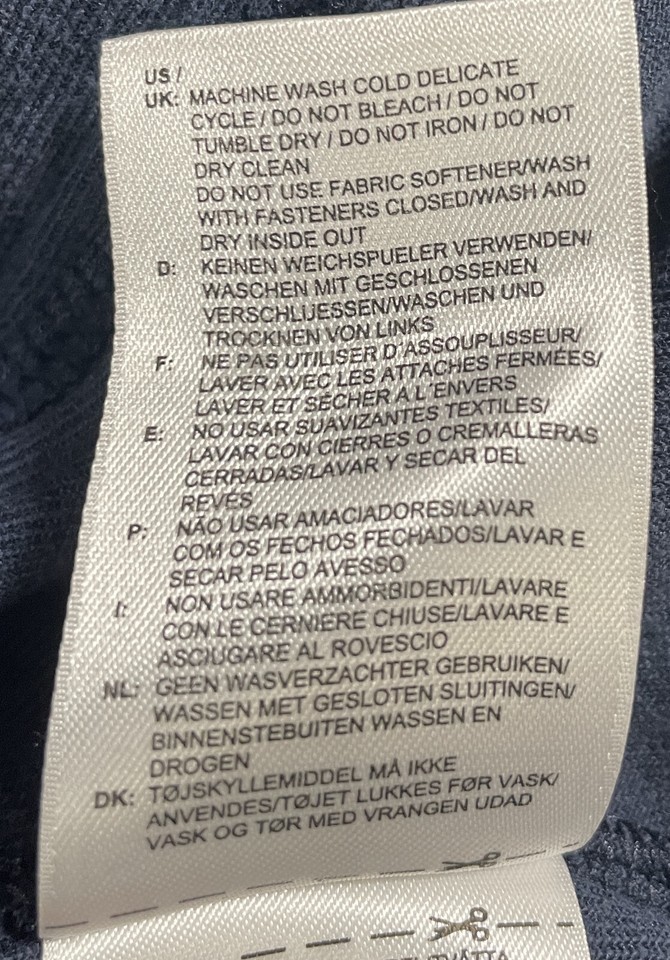 US /
UK: MACHINE WASH COLD DELICATE
CYCLE / DO NOT BLEACH / DO NOT
TUMBLE DRY / DO NOT IRON / DO NOT
DRY CLEAN
DO NOT USE FABRIC SOFTENER/WASH
WITH FASTENERS CLOSED/WASH AND
DRY INSIDE OUT
D: KEINEN WEICHSPUELER VERWENDEN/
WASCHEN MIT GESCHLOSSENEN
VERSCHLUESSEN/WASCHEN UND
TROCKNEN VON LINKS
F: NE PAS UTILISER D'ASSOUPLISSEUR/
LAVER AVEC LES ATTACHES FERMÉES/
LAVER ET SÉCHER À L'ENVERS
E: NO USAR SUAVIZANTES TEXTILES/
LAVAR CON CIERRES O CREMALLERAS
CERRADAS/LAVAR Y SECAR DEL
REVÉS
P: NÃO USAR AMACIADORES/LAVAR
COM OS FECHOS FECHADOS/LAVAR E
SECAR PELO AVESSO
I: NON USARE AMMORBIDENTI/LAVARE
CON LE CERNIERE CHIUSE/LAVARE E
ASCIUGARE AL ROVESCIO
NL: GEEN WASVERZACHTER GEBRUIKEN/
WASSEN MET GESLOTEN SLUITINGEN/
BINNENSTEBUITEN WASSEN EN
DROGEN
DK: TØJSKYLLEMIDDEL MÅ IKKE
ANVENDES/TØJET LUKKES FØR VASK/
VASK OG TØR MED VRANGEN UDAD